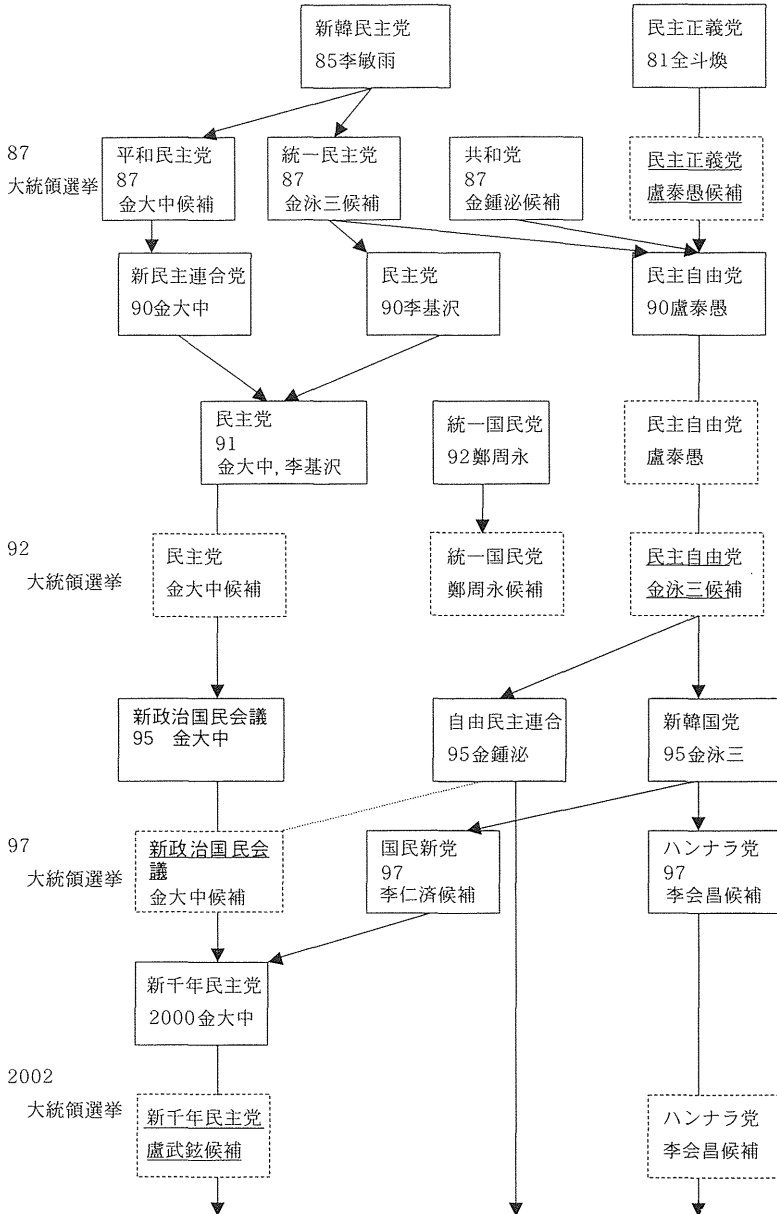 新韓民主党
85李敏雨
民主正義党
81全斗煥
87
大統領選挙
平和民主党
87
金大中候補
統一民主党
87
金泳三候補
共和党
87
金鍾泌候補
民主正義党
盧泰愚候補
新民主連合党
90金大中
民主党
90李基沢
民主自由党
90盧泰愚
民主党
91
金大中, 李基沢
統一国民党
92鄭周永
民主自由党
盧泰愚
92
大統領選挙
民主党
金大中候補
統一国民党
鄭周永候補
民主自由党
金泳三候補
新政治国民会議
95 金大中
自由民主連合
95金鍾泌
新韓国党
95金泳三
97
大統領選挙
新政治国民会
議
金大中候補
国民新党
97
李仁済候補
ハンナラ党
97
李会昌候補
新千年民主党
2000金大中
2002
大統領選挙
新千年民主党
盧武鉉候補
ハンナラ党
李会昌候補